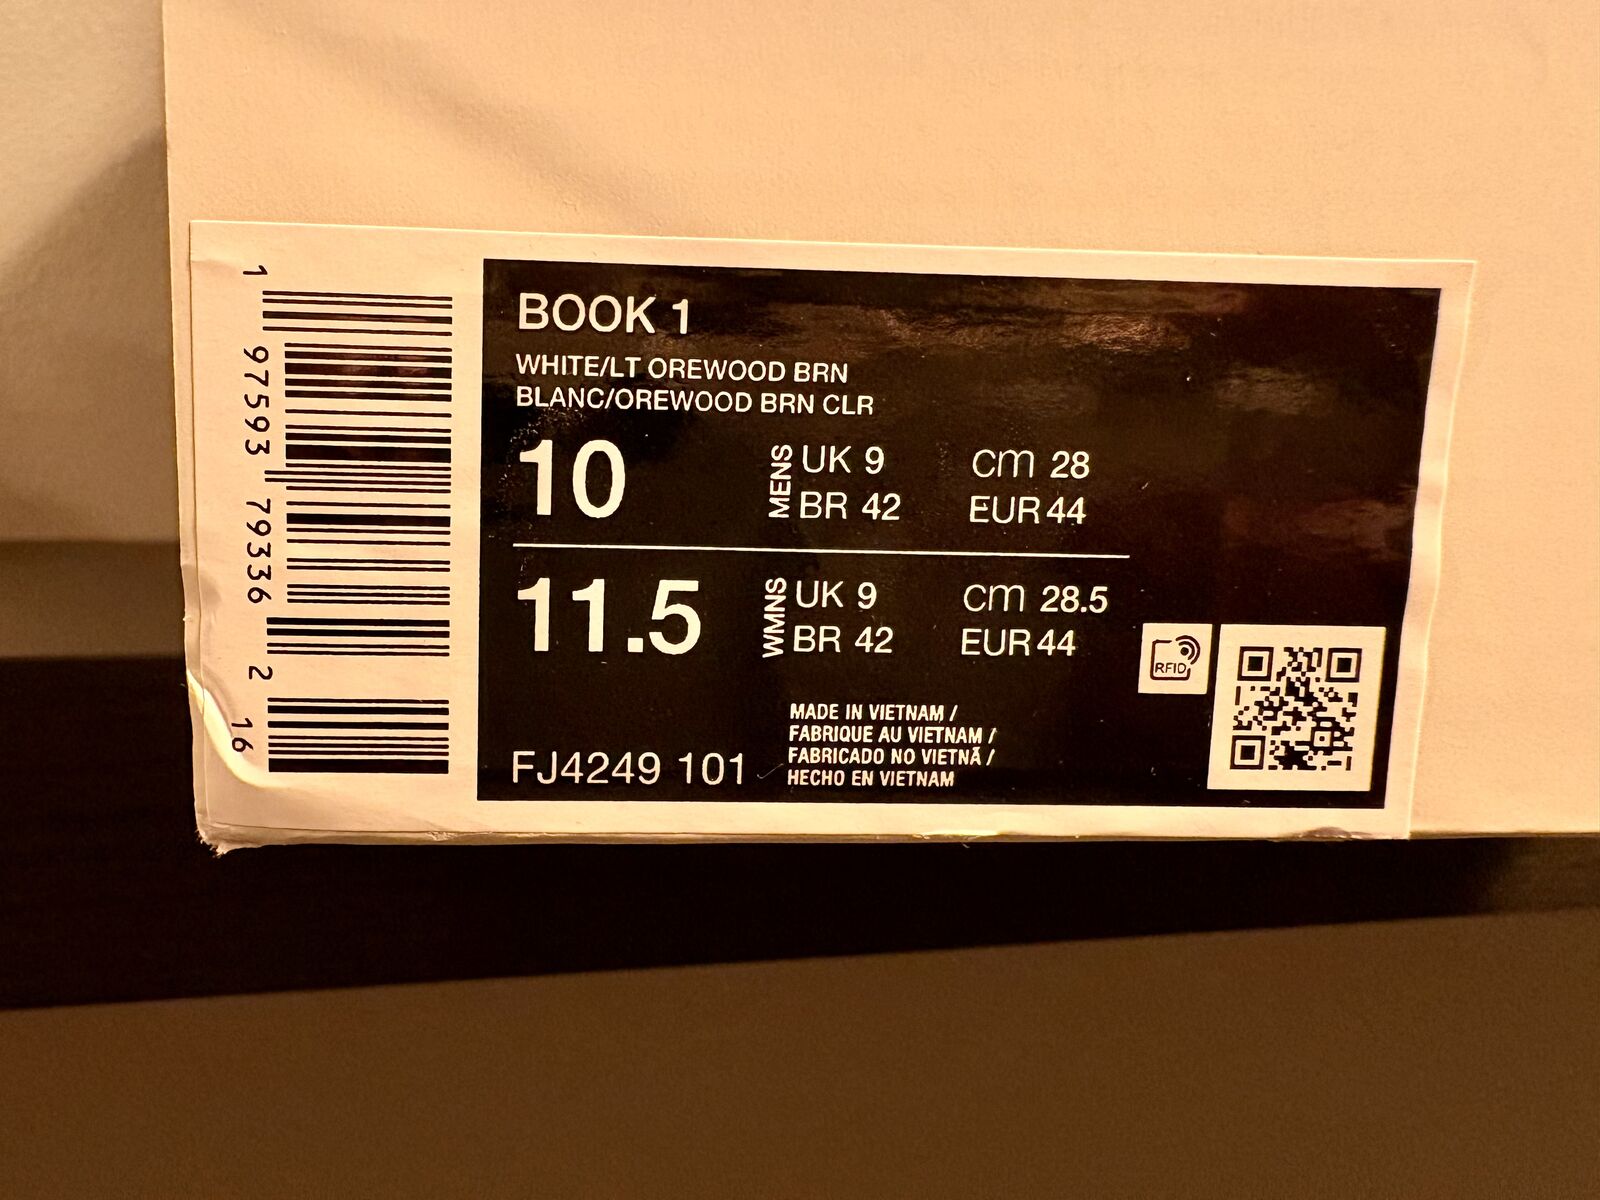 1 97593 79336 2
16
BOOK 1
WHITE/LT OREWOOD BRN
BLANC/OREWOOD BRN CLR
10 MENS UK 9 cm 28
BR 42 EUR 44
11.5 WMNS UK 9 cm 28.5
BR 42 EUR 44
RFID
MADE IN VIETNAM /
FABRIQUE AU VIETNAM /
FABRICADO NO VIETNÃ /
HECHO EN VIETNAM
FJ4249 101